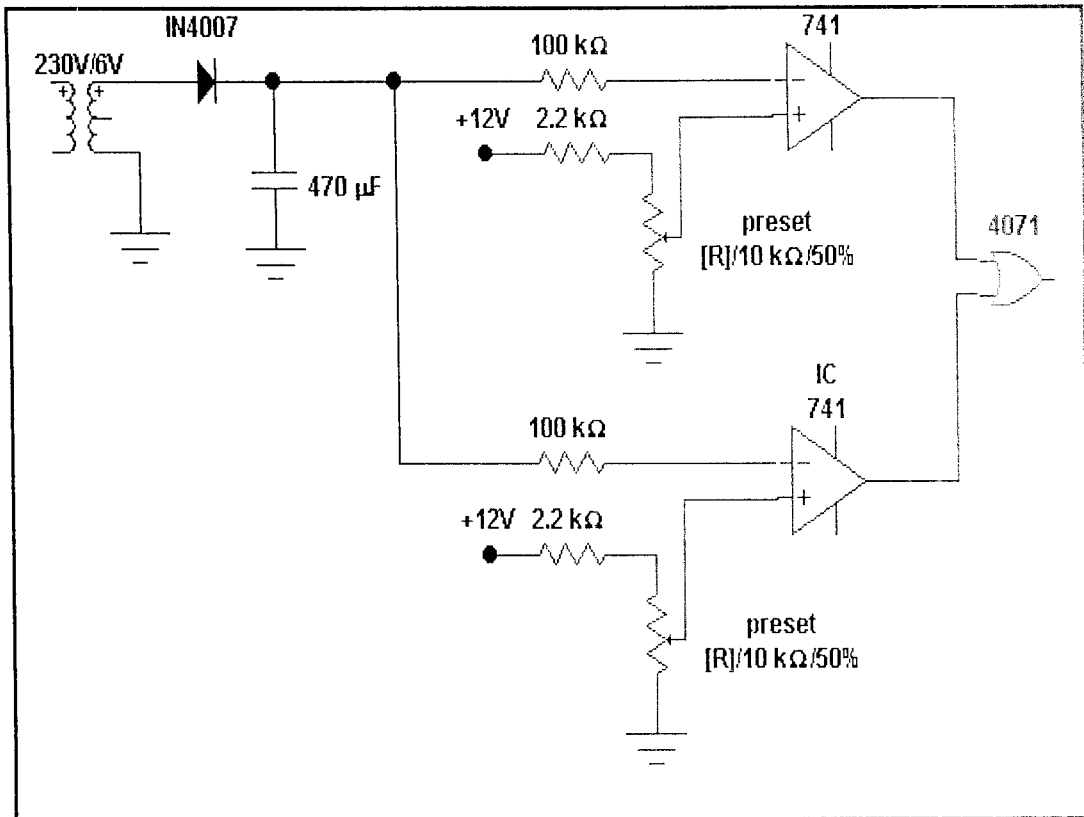 IN4007
741
230V/6V
100 kΩ
+12V 2.2 kΩ
470 µF
preset
[R]/10 kΩ/50%
4071
IC
741
100 kΩ
+12V 2.2 kΩ
preset
[R]/10 kΩ/50%